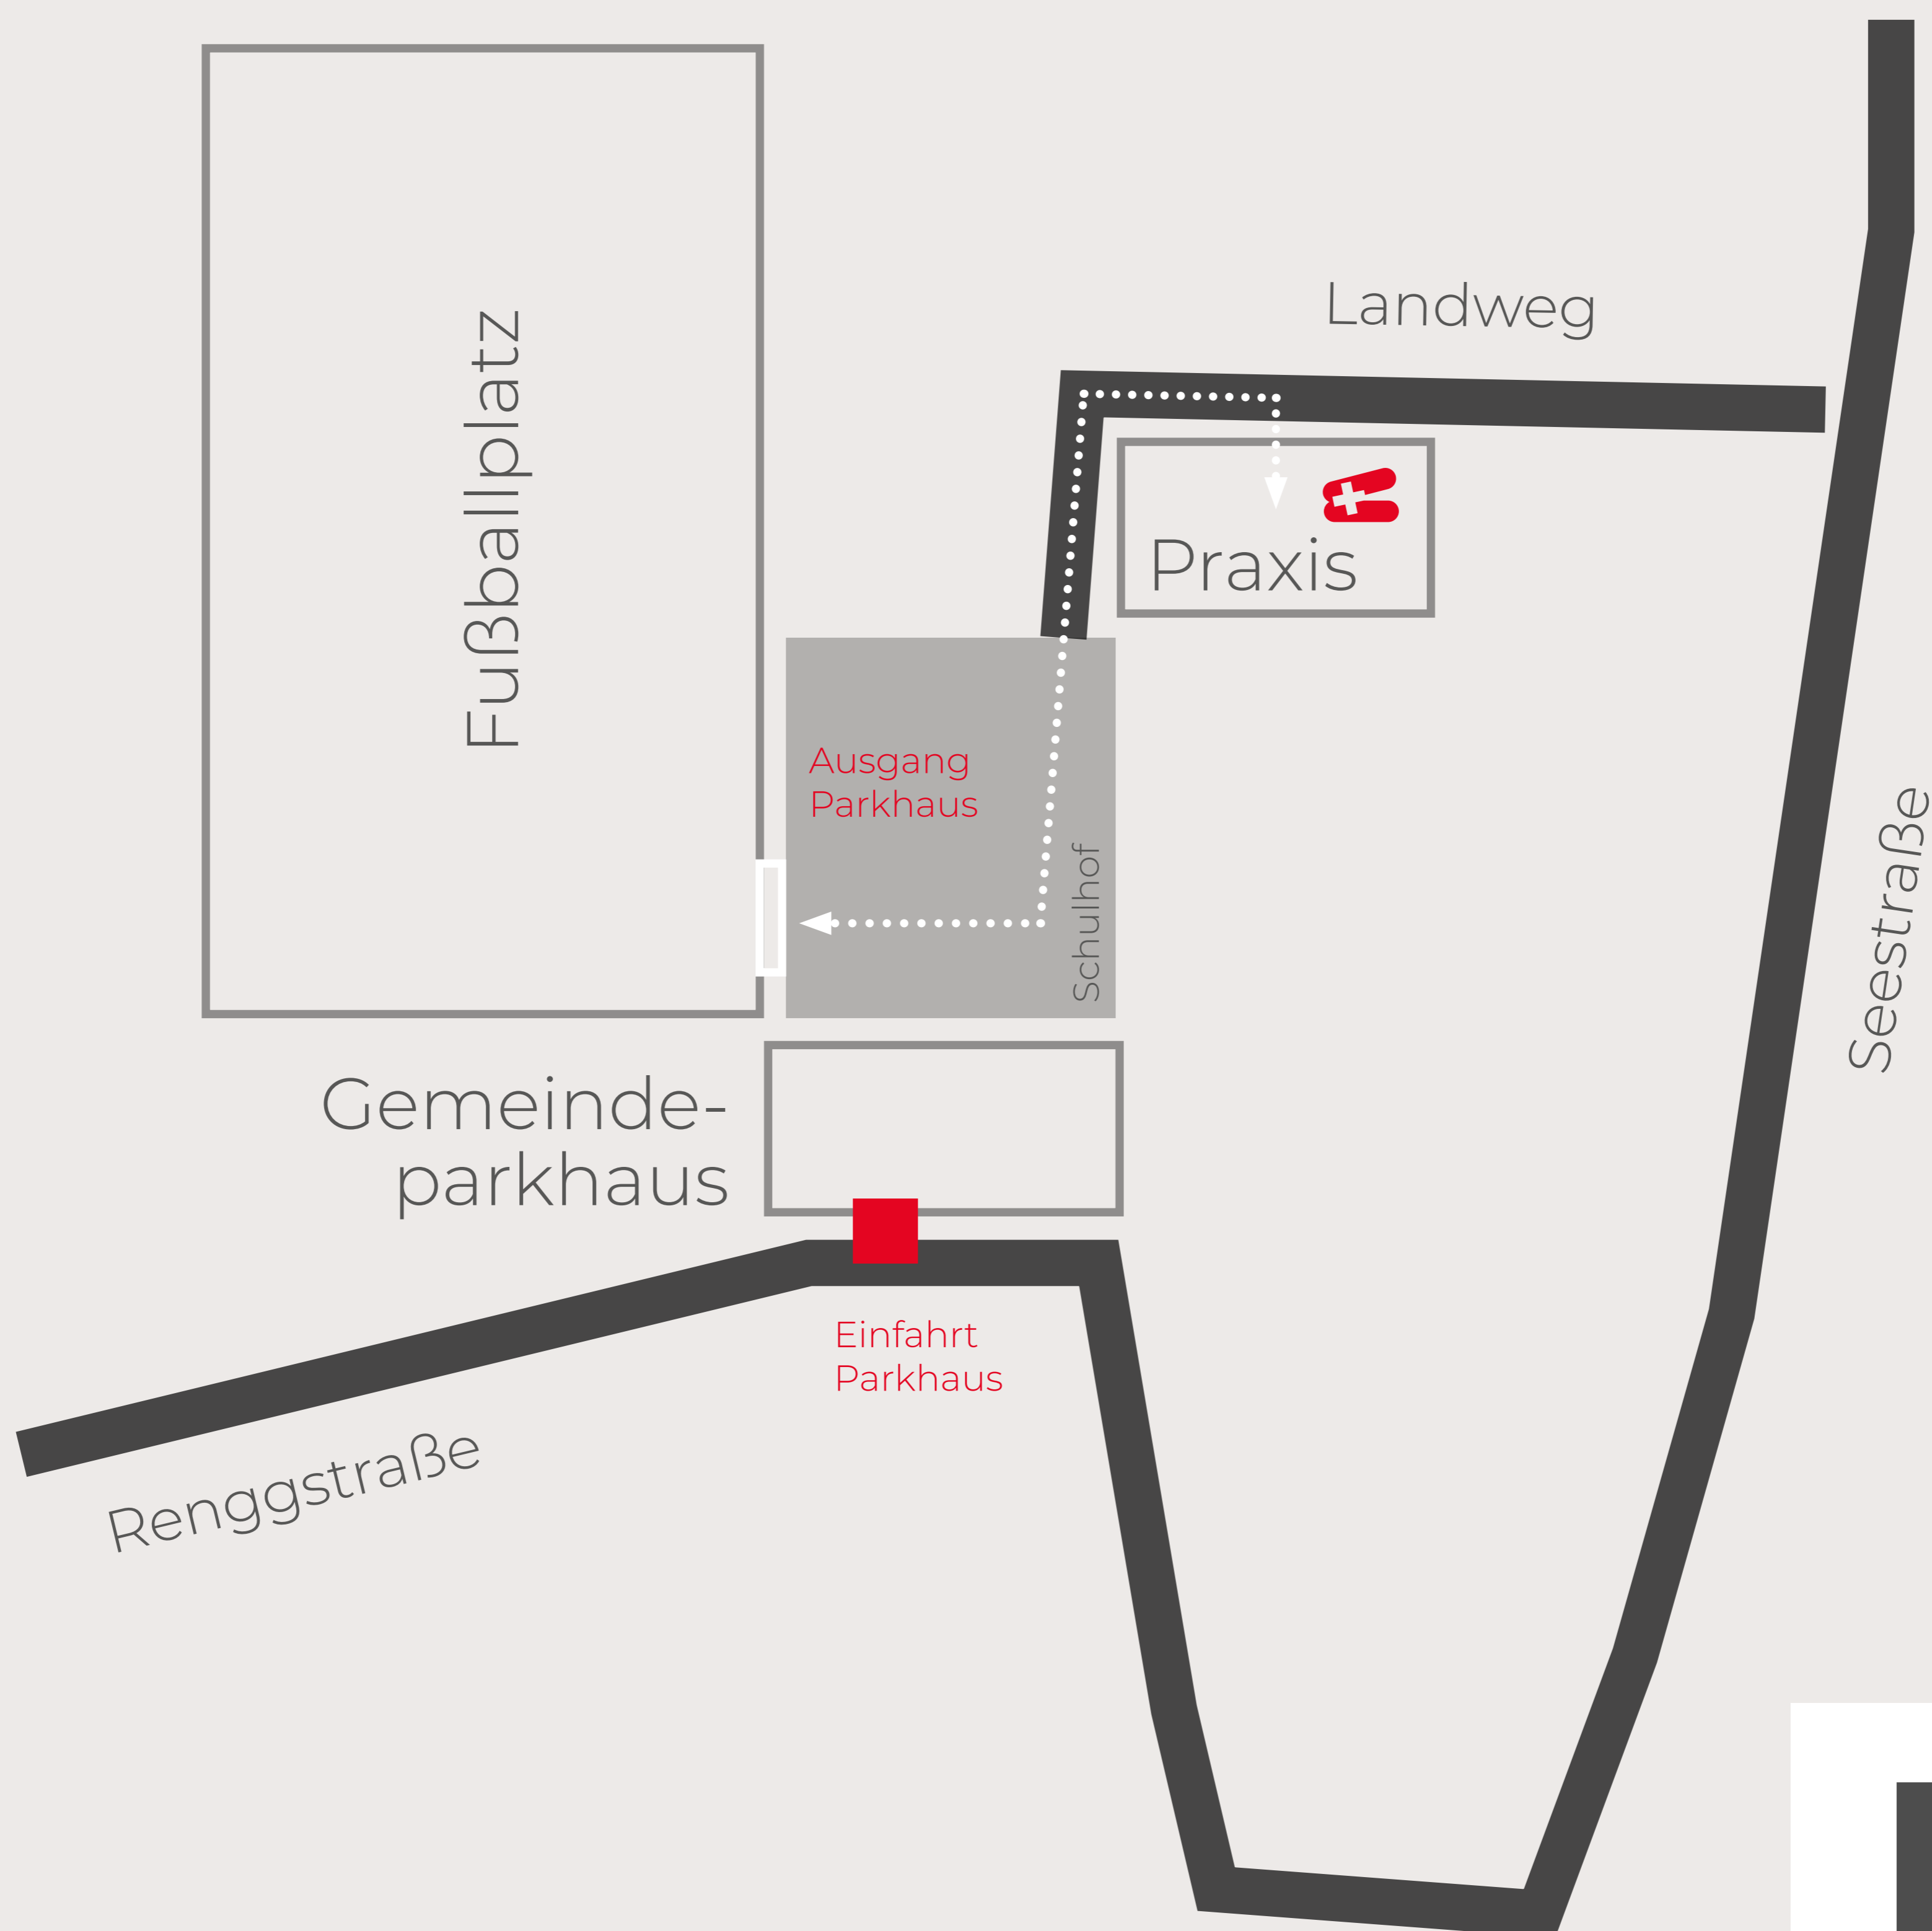 Landweg
Fußballplatz
Praxis
Ausgang
Parkhaus
Schulhof
Seestraße
Gemeinde-
parkhaus
Einfahrt
Parkhaus
Renggstraße